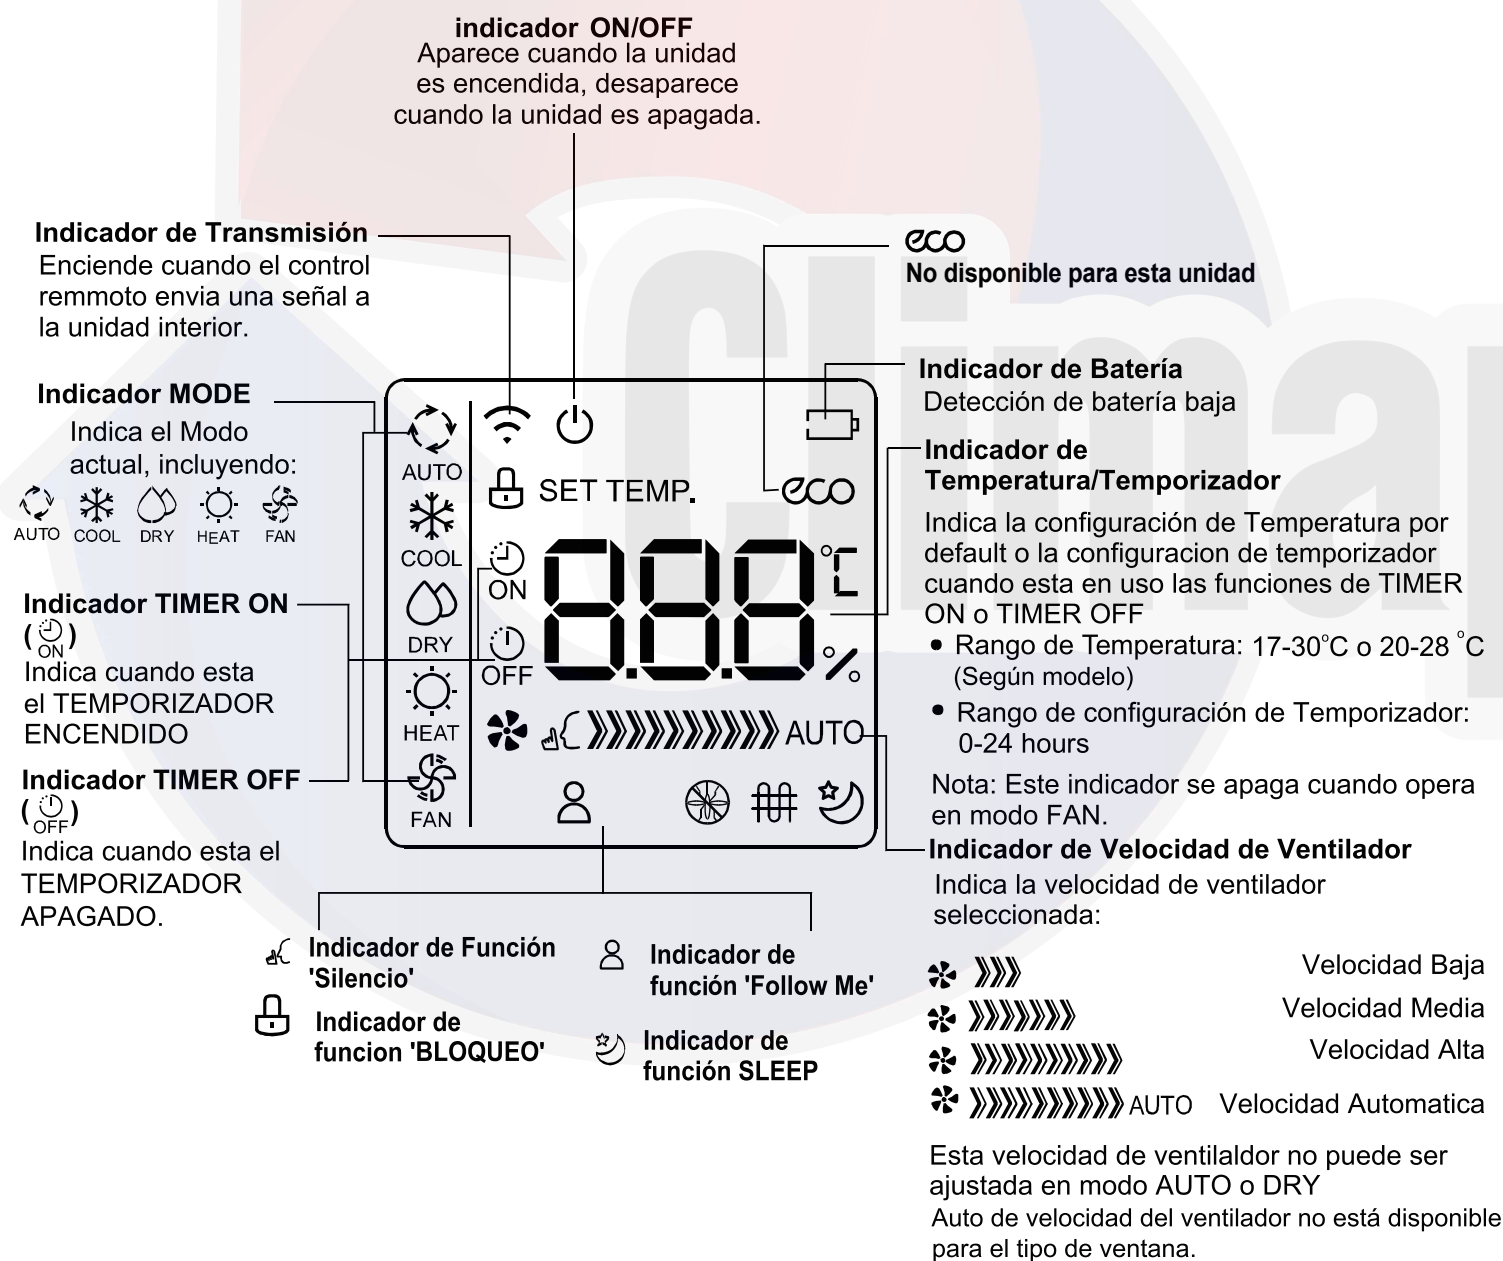 indicador ON/OFF
Aparece cuando la unidad
es encendida, desaparece
cuando la unidad es apagada.
Indicador de Transmisión
Enciende cuando el control
remmoto envia una señal a
la unidad interior.
eco
No disponible para esta unidad
Indicador MODE
Indica el Modo
actual, incluyendo:
AUTO COOL DRY HEAT FAN
Indicador TIMER ON
( ON )
Indica cuando esta
el TEMPORIZADOR
ENCENDIDO
Indicador TIMER OFF
( OFF )
Indica cuando esta el
TEMPORIZADOR
APAGADO.
AUTO
COOL
DRY
HEAT
FAN
SET TEMP.
eco
ON
OFF
8.8.8 °C
%
AUTO
Indicador de Batería
Detección de batería baja
Indicador de
Temperatura/Temporizador
Indica la configuración de Temperatura por
default o la configuracion de temporizador
cuando esta en uso las funciones de TIMER
ON o TIMER OFF
• Rango de Temperatura: 17-30°C o 20-28 °C
(Según modelo)
• Rango de configuración de Temporizador:
0-24 hours
Nota: Este indicador se apaga cuando opera
en modo FAN.
Indicador de Velocidad de Ventilador
Indica la velocidad de ventilador
seleccionada:
Velocidad Baja
Velocidad Media
Velocidad Alta
AUTO Velocidad Automatica
Esta velocidad de ventilaldor no puede ser
ajustada en modo AUTO o DRY
Auto de velocidad del ventilador no está disponible
para el tipo de ventana.
Indicador de Función
'Silencio'
Indicador de
funcion 'BLOQUEO'
Indicador de
función 'Follow Me'
Indicador de
función SLEEP
Climap